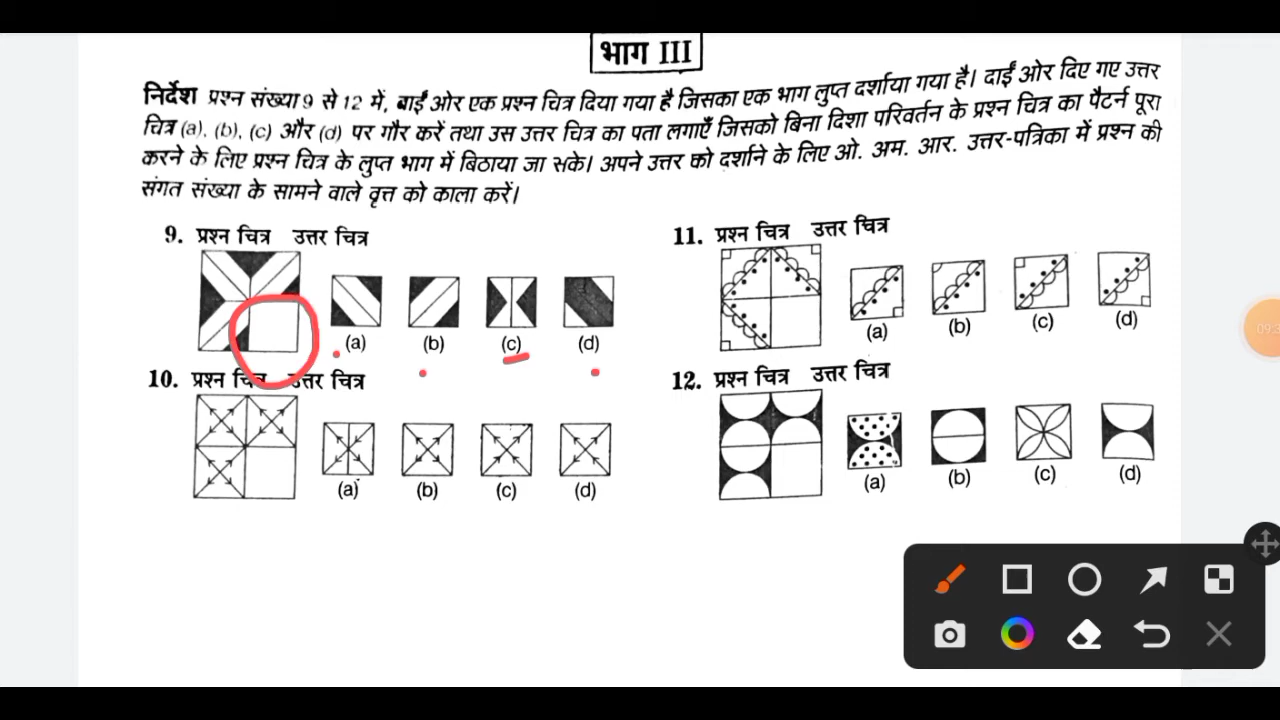 भाग III
निर्देश प्रश्न संख्या 9 से 12 में, बाईं ओर एक प्रश्न चित्र दिया गया है जिसका एक भाग लुप्त दर्शाया गया है। दाईं ओर दिए गए उत्तर
चित्र (a), (b), (c) और (d) पर गौर करें तथा उस उत्तर चित्र का पता लगाएँ जिसको बिना दिशा परिवर्तन के प्रश्न चित्र का पैटर्न पूरा
करने के लिए प्रश्न चित्र के लुप्त भाग में बिठाया जा सके। अपने उत्तर को दर्शाने के लिए ओ. अम. आर. उत्तर-पत्रिका में प्रश्न की
संगत संख्या के सामने वाले वृत्त को काला करें।
9. प्रश्न चित्र उत्तर चित्र
(a) (b) (c) (d)
10. प्रश्न चित्र उत्तर चित्र
(a) (b) (c) (d)
11. प्रश्न चित्र उत्तर चित्र
(a) (b) (c) (d)
12. प्रश्न चित्र उत्तर चित्र
(a) (b) (c) (d)